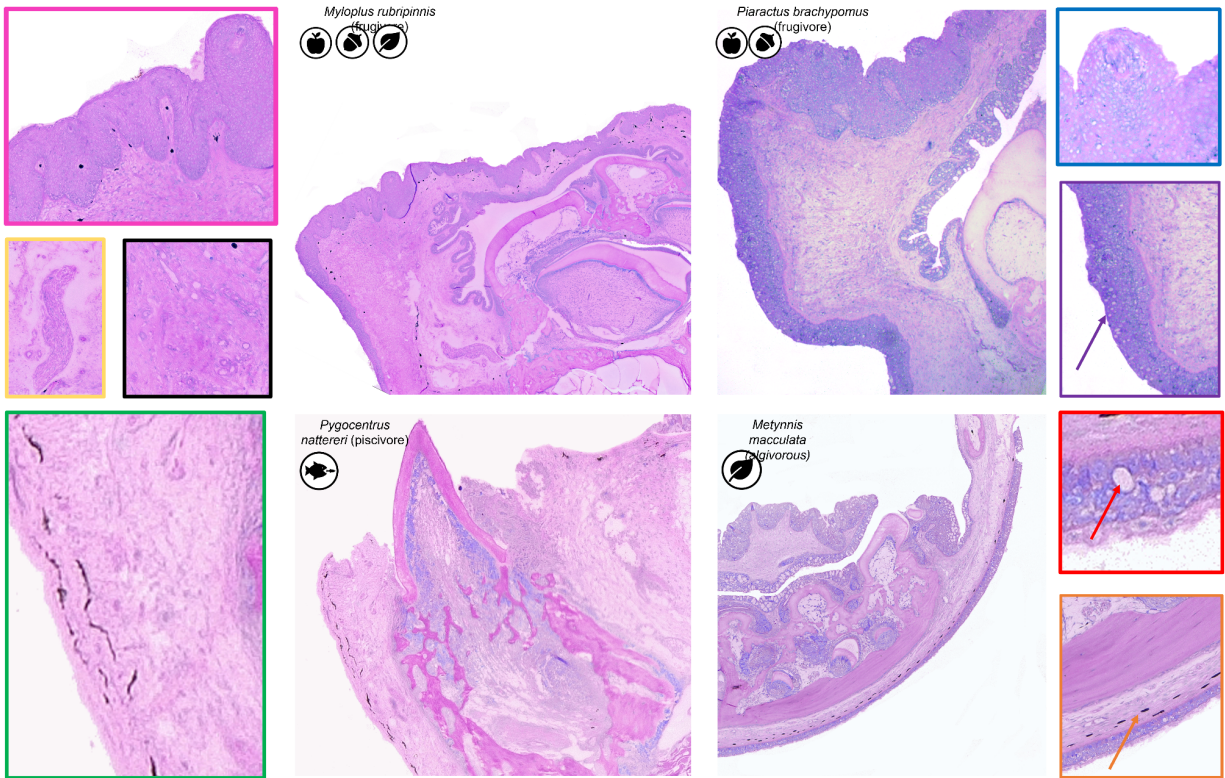 Myloplus rubripinnis
(frugivore)
Piaractus brachypomus
(frugivore)
Pygocentrus
nattereri (piscivore)
Metynnis
macculata
(algivorous)